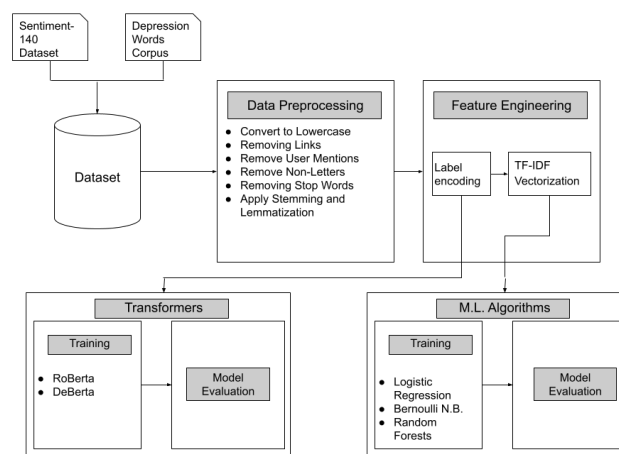 Sentiment-
140
Dataset
Depression
Words
Corpus
Dataset
Data Preprocessing
● Convert to Lowercase
● Removing Links
● Remove User Mentions
● Remove Non-Letters
● Removing Stop Words
● Apply Stemming and
Lemmatization
Feature Engineering
Label
encoding
TF-IDF
Vectorization
Transformers
Training
● RoBerta
● DeBerta
Model
Evaluation
M.L. Algorithms
Training
● Logistic
Regression
● Bernoulli N.B.
● Random
Forests
Model
Evaluation